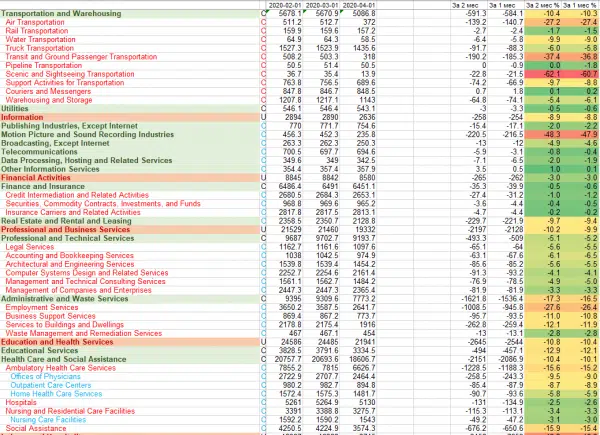 2020-02-01 2020-03-01 2020-04-01 За 2 мес За 1 мес За 2 мес % За 1 мес %
Transportation and Warehousing C 5678.1 5670.9 5086.8 -591.3 -584.1 -10.4 -10.3
Air Transportation C 511.2 512.7 372 -139.2 -140.7 -27.2 -27.4
Rail Transportation C 159.9 159.6 157.2 -2.7 -2.4 -1.7 -1.5
Water Transportation C 64.9 64.3 58.5 -6.4 -5.8 -9.9 -9.0
Truck Transportation C 1527.3 1523.9 1435.6 -91.7 -88.3 -6.0 -5.8
Transit and Ground Passenger Transportation C 508.2 503.3 318 -190.2 -185.3 -37.4 -36.8
Pipeline Transportation C 50.5 51.4 50.5 0 -0.9 0.0 -1.8
Scenic and Sightseeing Transportation C 36.7 35.4 13.9 -22.8 -21.5 -62.1 -60.7
Support Activities for Transportation C 763.8 756.5 689.6 -74.2 -66.9 -9.7 -8.8
Couriers and Messengers C 847.8 846.7 848.5 0.7 1.8 0.1 0.2
Warehousing and Storage C 1207.8 1217.1 1143 -64.8 -74.1 -5.4 -6.1
Utilities C 546.1 546.4 543.1 -3 -3.3 -0.5 -0.6
Information U 2894 2890 2636 -258 -254 -8.9 -8.8
Publishing Industries, Except Internet C 770 771.7 754.6 -15.4 -17.1 -2.0 -2.2
Motion Picture and Sound Recording Industries C 456.3 452.3 235.8 -220.5 -216.5 -48.3 -47.9
Broadcasting, Except Internet C 263.3 262.3 250.3 -13 -12 -4.9 -4.6
Telecommunications C 700.5 697.7 694.6 -5.9 -3.1 -0.8 -0.4
Data Processing, Hosting and Related Services C 349.6 349 342.5 -7.1 -6.5 -2.0 -1.9
Other Information Services C 354.4 357.4 357.9 3.5 0.5 1.0 0.1
Financial Activities U 8845 8842 8580 -265 -262 -3.0 -3.0
Finance and Insurance C 6486.4 6491 6451.1 -35.3 -39.9 -0.5 -0.6
Credit Intermediation and Related Activities C 2680.5 2684.3 2653.1 -27.4 -31.2 -1.0 -1.2
Securities, Commodity Contracts, Investments, and Funds C 968.8 969.6 965.2 -3.6 -4.4 -0.4 -0.5
Insurance Carriers and Related Activities C 2817.8 2817.5 2813.1 -4.7 -4.4 -0.2 -0.2
Real Estate and Rental and Leasing C 2358.5 2350.7 2128.8 -229.7 -221.9 -9.7 -9.4
Professional and Business Services U 21529 21460 19332 -2197 -2128 -10.2 -9.9
Professional and Technical Services C 9687 9702.7 9193.7 -493.3 -509 -5.1 -5.2
Legal Services C 1162.7 1161.6 1097.6 -65.1 -64 -5.6 -5.5
Accounting and Bookkeeping Services C 1038 1042.5 974.9 -63.1 -67.6 -6.1 -6.5
Architectural and Engineering Services C 1539.8 1539.4 1454.2 -85.6 -85.2 -5.6 -5.5
Computer Systems Design and Related Services C 2252.7 2254.6 2161.4 -91.3 -93.2 -4.1 -4.1
Management and Technical Consulting Services C 1561.1 1562.7 1484.2 -76.9 -78.5 -4.9 -5.0
Management of Companies and Enterprises C 2447.3 2447.3 2365.4 -81.9 -81.9 -3.3 -3.3
Administrative and Waste Services C 9395 9309.6 7773.2 -1621.8 -1536.4 -17.3 -16.5
Employment Services C 3650.2 3587.5 2641.7 -1008.5 -945.8 -27.6 -26.4
Business Support Services C 869.4 867.2 773.7 -95.7 -93.5 -11.0 -10.8
Services to Buildings and Dwellings C 2178.8 2175.4 1916 -262.8 -259.4 -12.1 -11.9
Waste Management and Remediation Services C 467 467.1 454 -13 -13.1 -2.8 -2.8
Education and Health Services U 24586 24485 21941 -2645 -2544 -10.8 -10.4
Educational Services C 3828.5 3791.6 3334.5 -494 -457.1 -12.9 -12.1
Health Care and Social Assistance C 20757.7 20693.6 18606.7 -2151 -2086.9 -10.4 -10.1
Ambulatory Health Care Services C 7855.2 7815 6626.7 -1228.5 -1188.3 -15.6 -15.2
Offices of Physicians C 2722.9 2707.7 2464.4 -258.5 -243.3 -9.5 -9.0
Outpatient Care Centers C 980.2 982.7 894.8 -85.4 -87.9 -8.7 -8.9
Home Health Care Services C 1572.4 1575.3 1481.7 -90.7 -93.6 -5.8 -5.9
Hospitals C 5261 5264.9 5130 -131 -134.9 -2.5 -2.6
Nursing and Residential Care Facilities C 3391 3388.8 3275.7 -115.3 -113.1 -3.4 -3.3
Nursing Care Facilities C 1592.2 1590.2 1543 -49.2 -47.2 -3.1 -3.0
Social Assistance C 4250.5 4224.9 3574.3 -676.2 -650.6 -15.9 -15.4